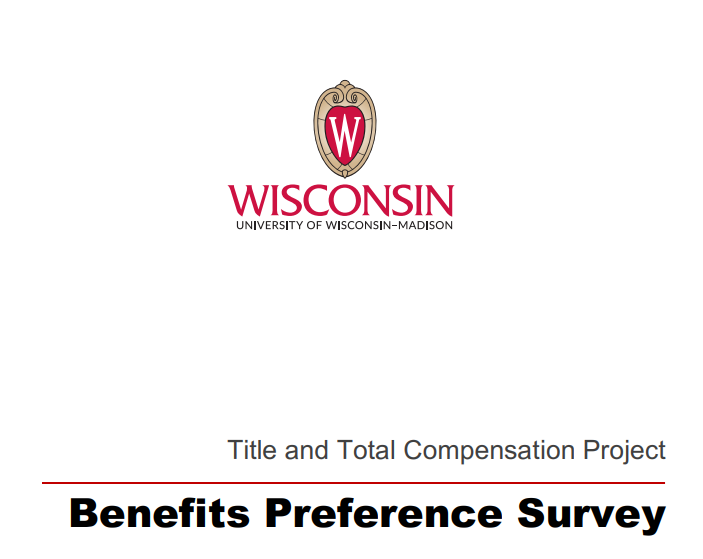 W
WISCONSIN
UNIVERSITY OF WISCONSIN–MADISON
Title and Total Compensation Project
Benefits Preference Survey